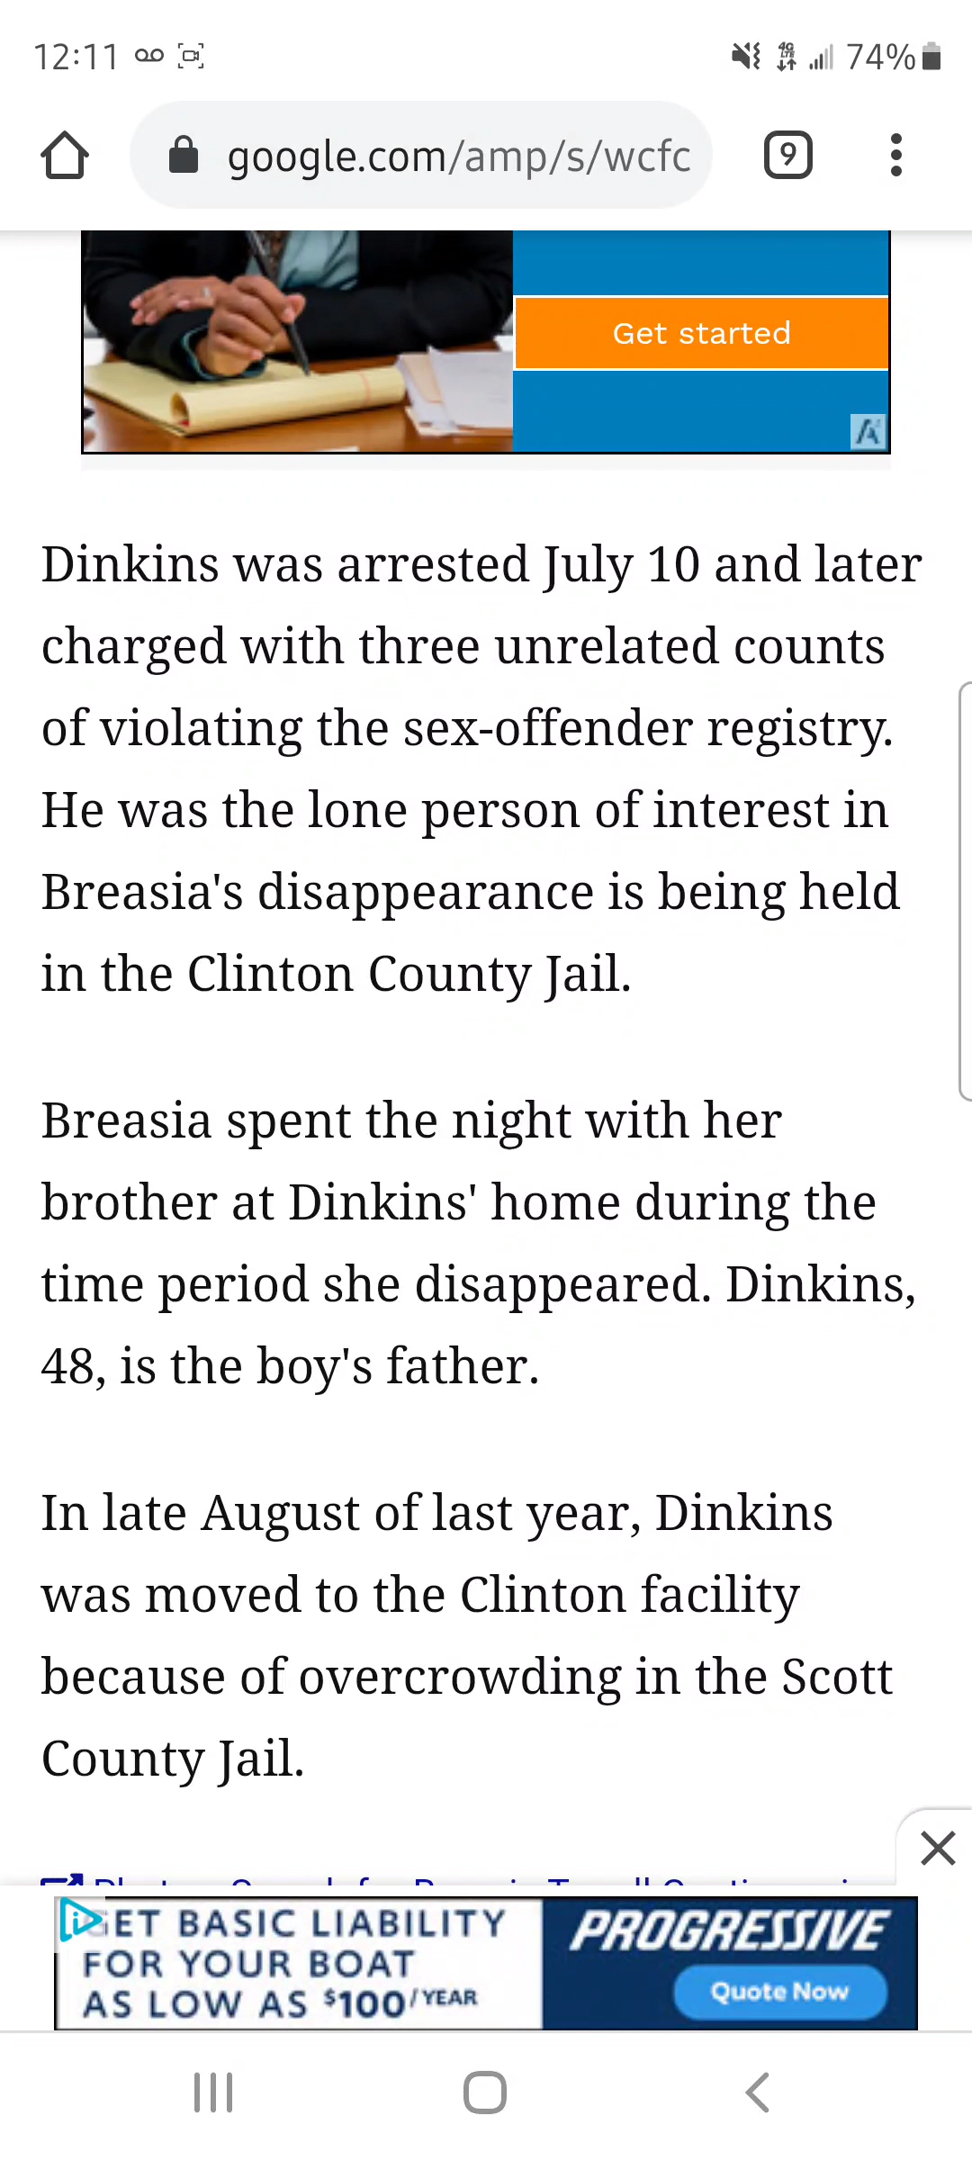 12:11
4G LTE 74%
google.com/amp/s/wcfc
9
Get started
Dinkins was arrested July 10 and later
charged with three unrelated counts
of violating the sex-offender registry.
He was the lone person of interest in
Breasia's disappearance is being held
in the Clinton County Jail.
Breasia spent the night with her
brother at Dinkins' home during the
time period she disappeared. Dinkins,
48, is the boy's father.
In late August of last year, Dinkins
was moved to the Clinton facility
because of overcrowding in the Scott
County Jail.
GET BASIC LIABILITY
FOR YOUR BOAT
AS LOW AS $100/YEAR
PROGRESSIVE
Quote Now